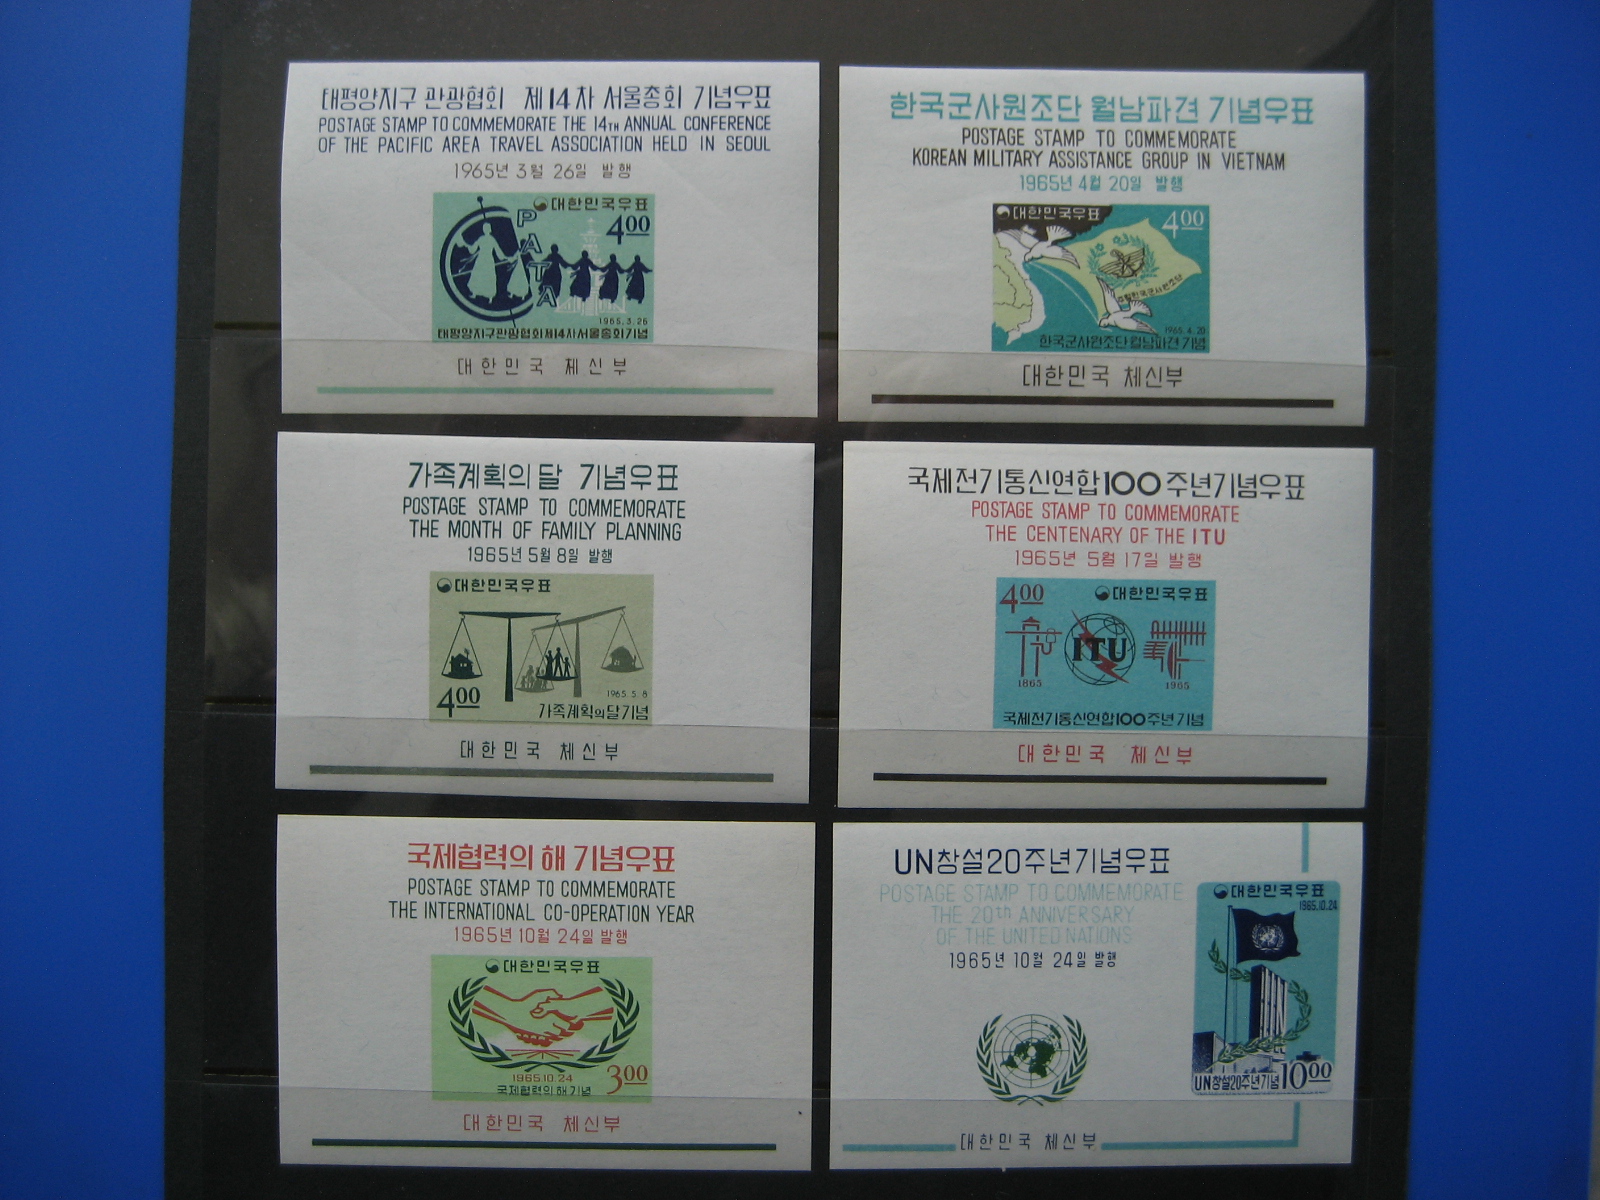 태평양지구 관광협회 제14차 서울총회 기념우표
POSTAGE STAMP TO COMMEMORATE THE 14TH ANNUAL CONFERENCE
OF THE PACIFIC AREA TRAVEL ASSOCIATION HELD IN SEOUL
1965년 3월 26일 발행
대한민국우표
PATA
400
1965.3.26
태평양지구관광협회제14차서울총회기념
대한민국 체신부
한국군사원조단 월남파견 기념우표
POSTAGE STAMP TO COMMEMORATE
KOREAN MILITARY ASSISTANCE GROUP IN VIETNAM
1965년 4월 20일 발행
대한민국우표
400
주월한국군사원조단
1965.4.20
한국군사원조단월남파견기념
대한민국 체신부
가족계획의 달 기념우표
POSTAGE STAMP TO COMMEMORATE
THE MONTH OF FAMILY PLANNING
1965년 5월 8일 발행
대한민국우표
1965.5.8
400
가족계획의달기념
대한민국 체신부
국제전기통신연합100주년기념우표
POSTAGE STAMP TO COMMEMORATE
THE CENTENARY OF THE ITU
1965년 5월 17일 발행
400
대한민국우표
ITU
1865
1965
국제전기통신연합100주년기념
대한민국 체신부
국제협력의 해 기념우표
POSTAGE STAMP TO COMMEMORATE
THE INTERNATIONAL CO-OPERATION YEAR
1965년 10월 24일 발행
대한민국우표
1965.10.24
300
국제협력의해기념
대한민국 체신부
UN창설20주년기념우표
POSTAGE STAMP TO COMMEMORATE
THE 20th ANNIVERSARY
OF THE UNITED NATIONS
1965년 10월 24일 발행
대한민국우표
1965.10.24
UN
UN창설20주년기념
1000
대한민국 체신부